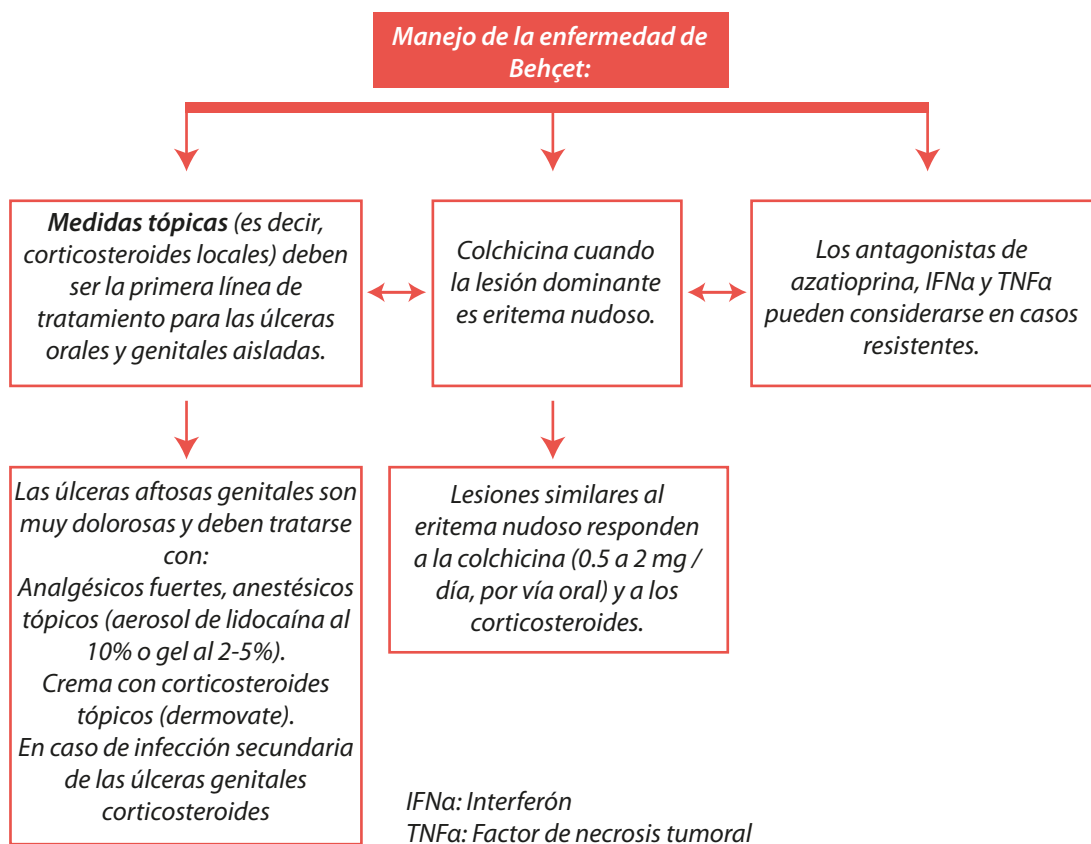 Manejo de la enfermedad de
Behçet:
Medidas tópicas (es decir,
corticosteroides locales) deben
ser la primera línea de
tratamiento para las úlceras
orales y genitales aisladas.
Colchicina cuando
la lesión dominante
es eritema nudoso.
Los antagonistas de
azatioprina, IFNα y TNFα
pueden considerarse en casos
resistentes.
Las úlceras aftosas genitales son
muy dolorosas y deben tratarse
con:
Analgésicos fuertes, anestésicos
tópicos (aerosol de lidocaína al
10% o gel al 2-5%).
Crema con corticosteroides
tópicos (dermovate).
En caso de infección secundaria
de las úlceras genitales
corticosteroides
Lesiones similares al
eritema nudoso responden
a la colchicina (0.5 a 2 mg /
día, por vía oral) y a los
corticosteroides.
IFNα: Interferón
TNFα: Factor de necrosis tumoral